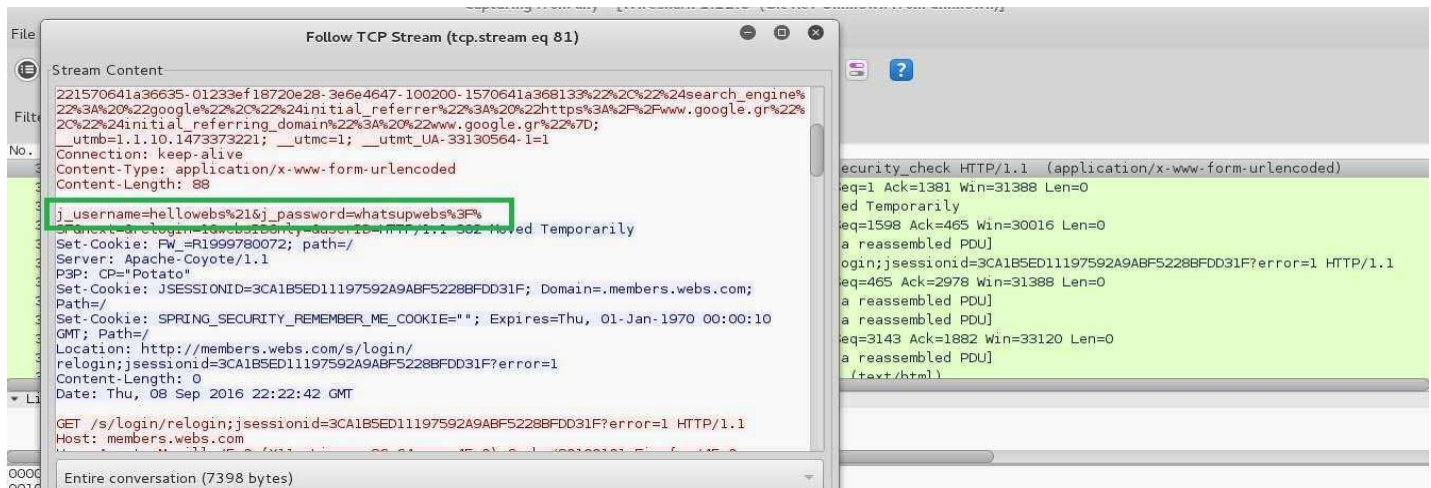 File
Follow TCP Stream (tcp.stream eq 81)
Stream Content
221570641a36635-01233ef18720e28-3e6e4647-100200-1570641a368133%22%2C%22%24search_engine%
22%3A%20%22google%22%2C%22%24initial_referrer%22%3A%20%22https%3A%2F%2Fwww.google.gr%22%
2C%22%24initial_referring_domain%22%3A%20%22www.google.gr%22%7D;
__utmb=1.1.10.1473373221; __utmc=1; __utmt_UA-33130564-1=1
Connection: keep-alive
Content-Type: application/x-www-form-urlencoded
Content-Length: 88
j_username=hellowebs%21&j_password=whatsupwebs%3F%
Moved Temporarily
Set-Cookie: FW_=R1999780072; path=/
Server: Apache-Coyote/1.1
P3P: CP="Potato"
Set-Cookie: JSESSIONID=3CA1B5ED11197592A9ABF5228BFDD31F; Domain=.members.webs.com;
Path=/
Set-Cookie: SPRING_SECURITY_REMEMBER_ME_COOKIE=""; Expires=Thu, 01-Jan-1970 00:00:10
GMT; Path=/
Location: http://members.webs.com/s/login/
relogin;jsessionid=3CA1B5ED11197592A9ABF5228BFDD31F?error=1
Content-Length: 0
Date: Thu, 08 Sep 2016 22:22:42 GMT
GET /s/login/relogin;jsessionid=3CA1B5ED11197592A9ABF5228BFDD31F?error=1 HTTP/1.1
Host: members.webs.com
Entire conversation (7398 bytes)
Filte
No.
ecurity_check HTTP/1.1 (application/x-www-form-urlencoded)
eq=1 Ack=1381 Win=31388 Len=0
ed Temporarily
eq=1598 Ack=465 Win=30016 Len=0
a reassembled PDU]
ogin;jsessionid=3CA1B5ED11197592A9ABF5228BFDD31F?error=1 HTTP/1.1
eq=465 Ack=2978 Win=31388 Len=0
a reassembled PDU]
a reassembled PDU]
eq=3143 Ack=1882 Win=33120 Len=0
a reassembled PDU]
(text/html)
Li
0000